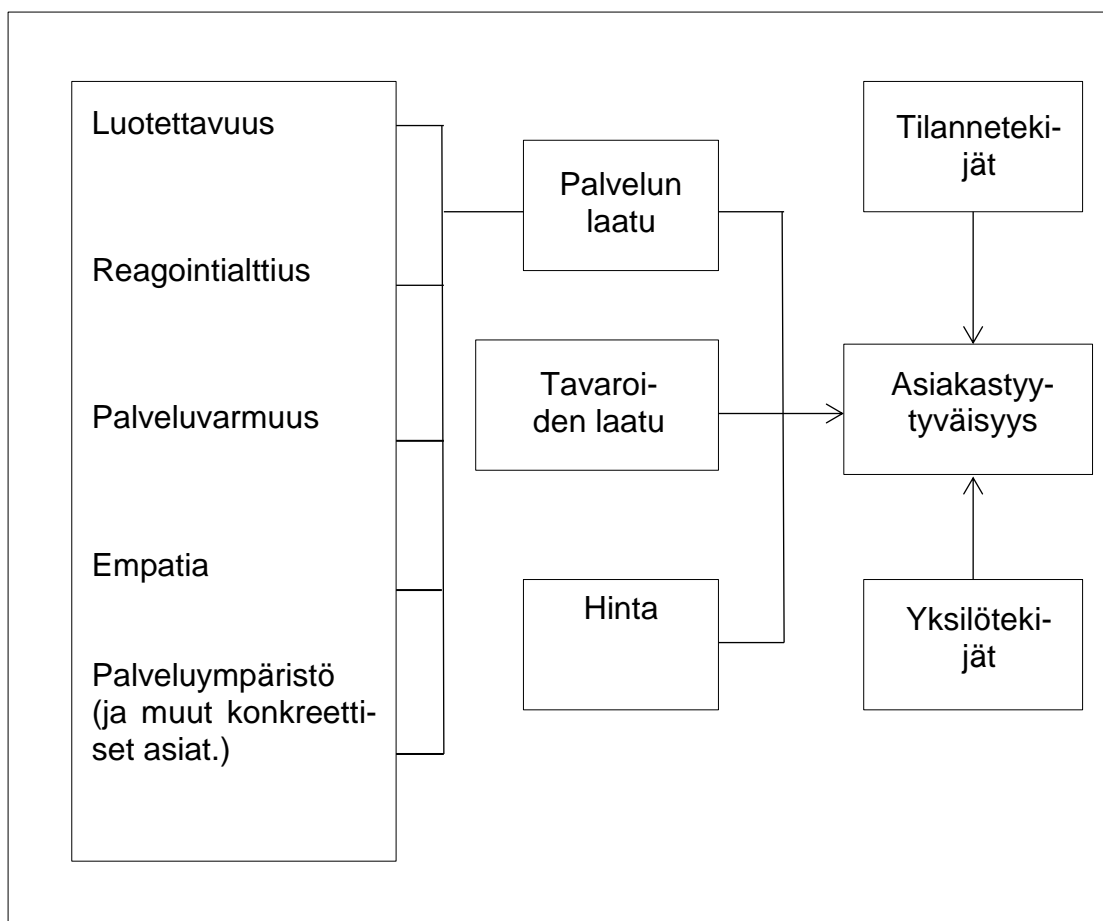 Luotettavuus
Reagointialttius
Palveluvarmuus
Empatia
Palveluympäristö
(ja muut konkreetti-
set asiat.)
Palvelun
laatu
Tavaroi-
den laatu
Hinta
Tilanneteki-
jät
Asiakastyy-
tyväisyys
Yksilöteki-
jät